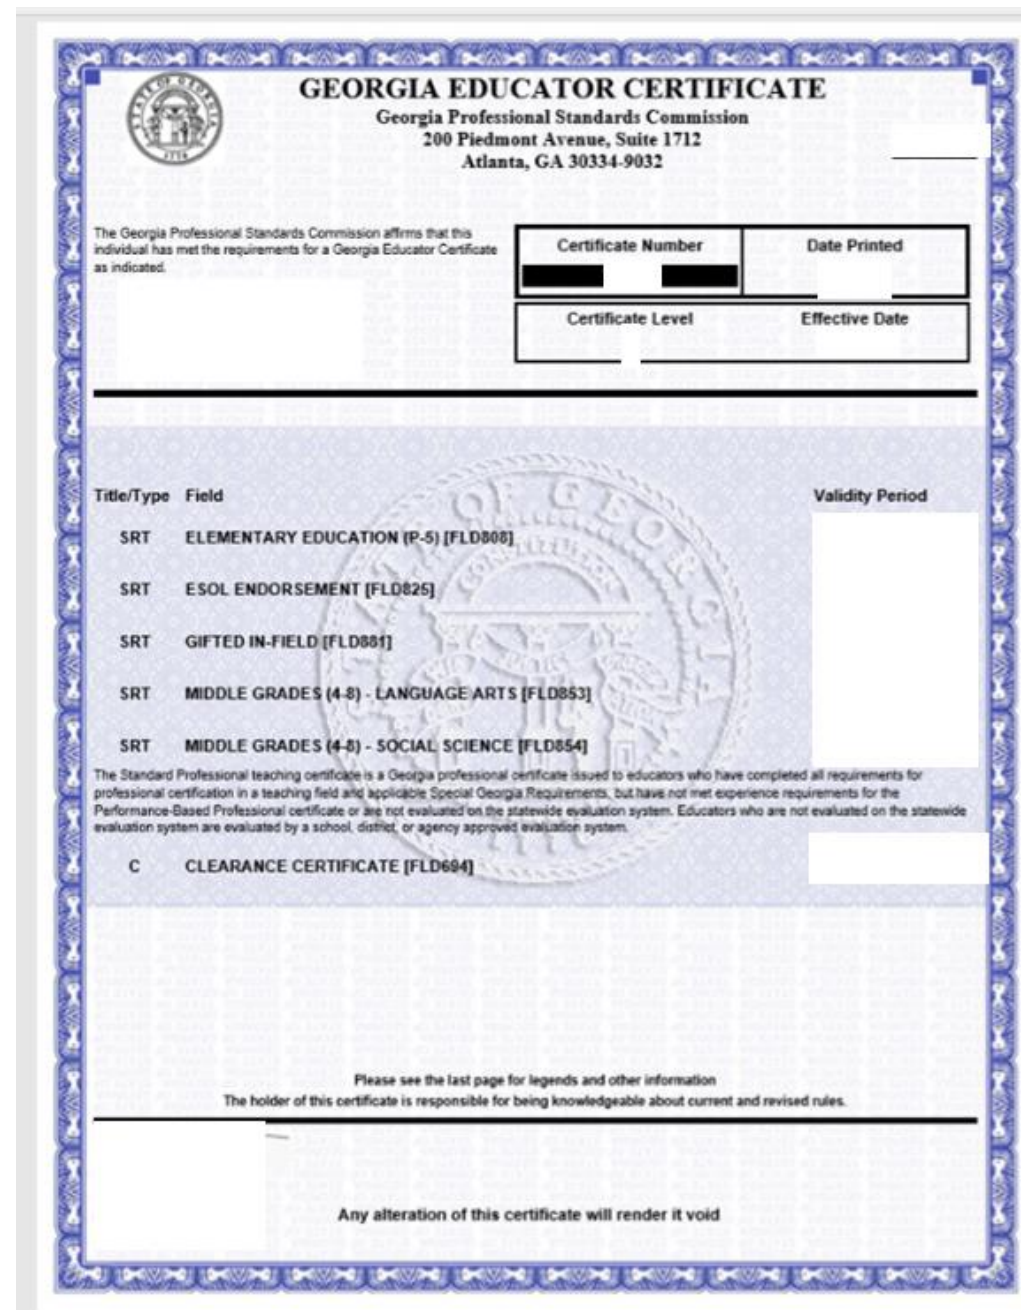 STATE OF GEORGIA
1776
GEORGIA EDUCATOR CERTIFICATE
Georgia Professional Standards Commission
200 Piedmont Avenue, Suite 1712
Atlanta, GA 30334-9032
The Georgia Professional Standards Commission affirms that this
individual has met the requirements for a Georgia Educator Certificate
as indicated.
Certificate Number Date Printed
Certificate Level Effective Date
Title/Type Field Validity Period
SRT ELEMENTARY EDUCATION (P-5) [FLD808]
SRT ESOL ENDORSEMENT [FLD825]
SRT GIFTED IN-FIELD [FLD881]
SRT MIDDLE GRADES (4-8) - LANGUAGE ARTS [FLD853]
SRT MIDDLE GRADES (4-8) - SOCIAL SCIENCE [FLD854]
The Standard Professional teaching certificate is a Georgia professional certificate issued to educators who have completed all requirements for
professional certification in a teaching field and applicable Special Georgia Requirements, but have not met experience requirements for the
Performance-Based Professional certificate or are not evaluated on the statewide evaluation system. Educators who are not evaluated on the statewide
evaluation system are evaluated by a school, district, or agency approved evaluation system.
C CLEARANCE CERTIFICATE [FLD694]
STATE OF GEORGIA
CONSTITUTION
Please see the last page for legends and other information
The holder of this certificate is responsible for being knowledgeable about current and revised rules.
Any alteration of this certificate will render it void